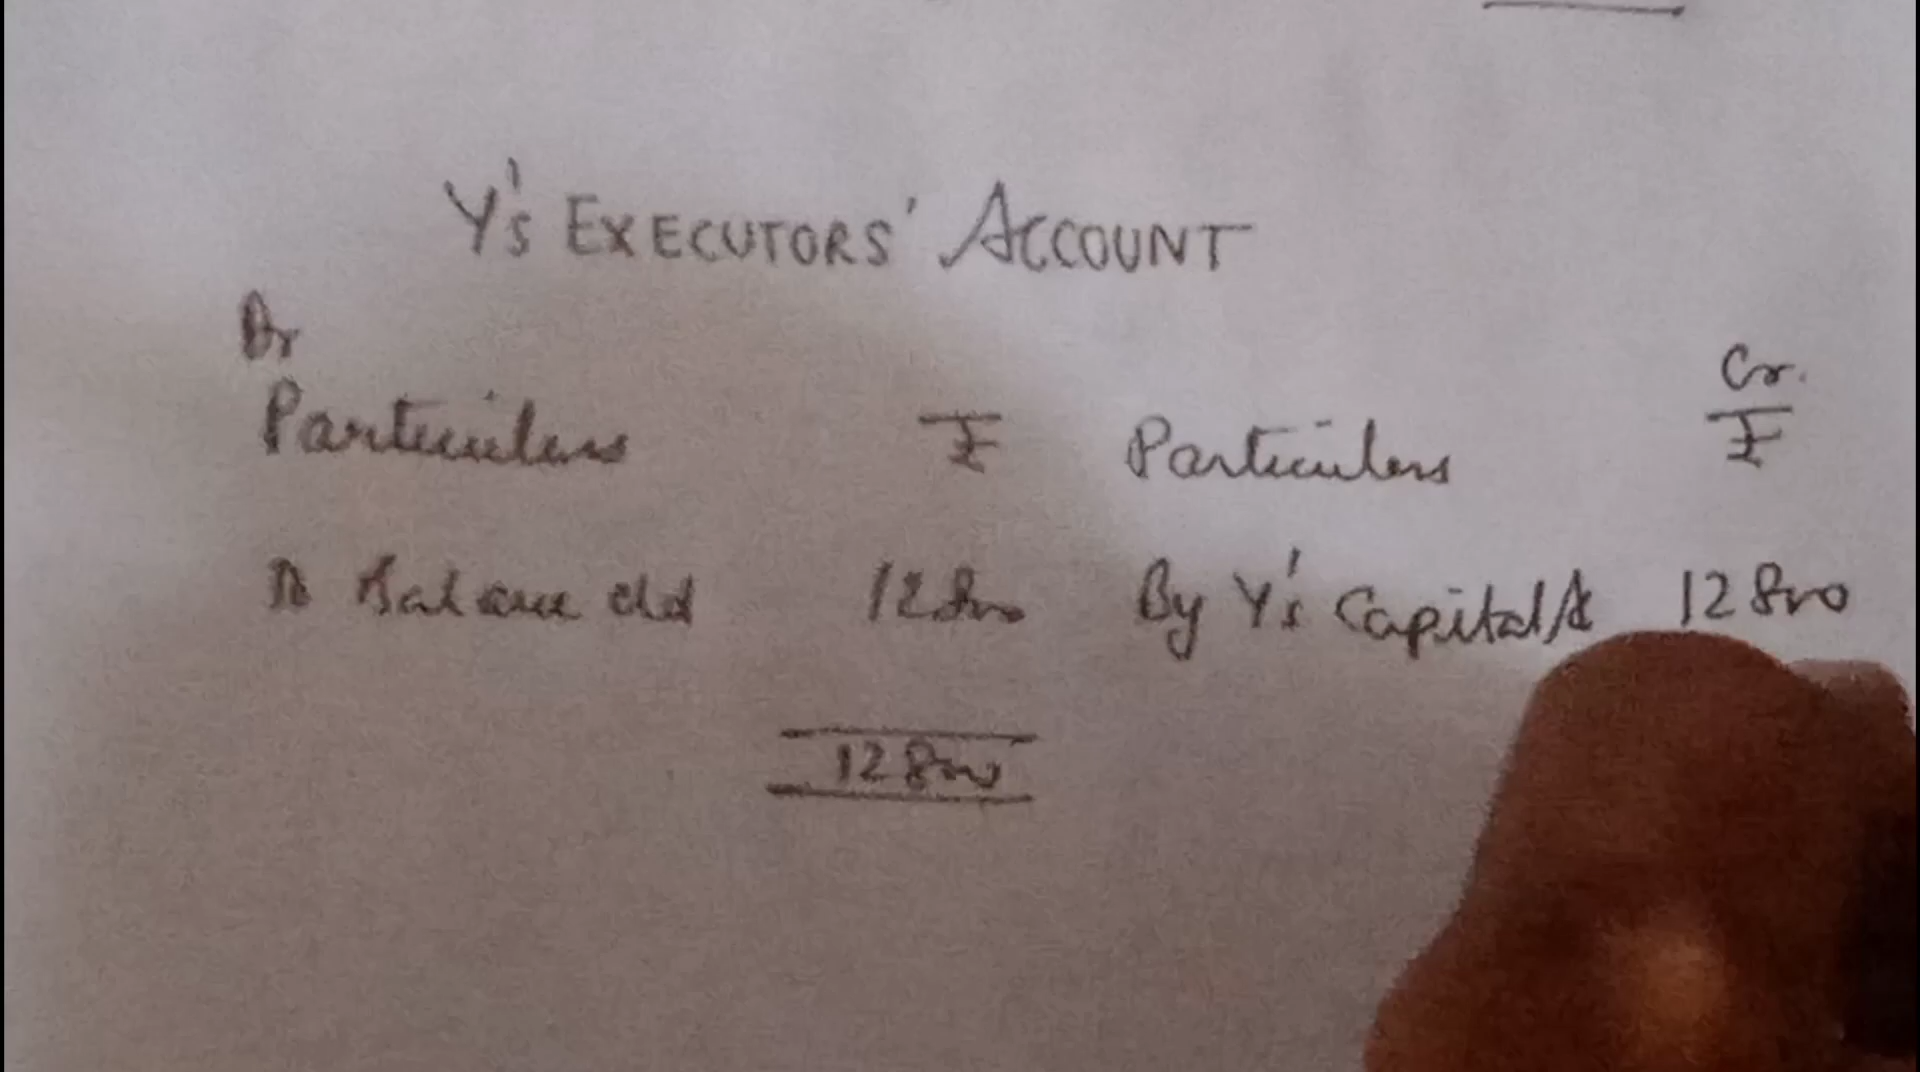 Y's EXECUTORS' ACCOUNT
Dr
Cr.
Particulars ₹ Particulars ₹
To Balance c/d 12800 By Y's Capital A/c 12800
12800